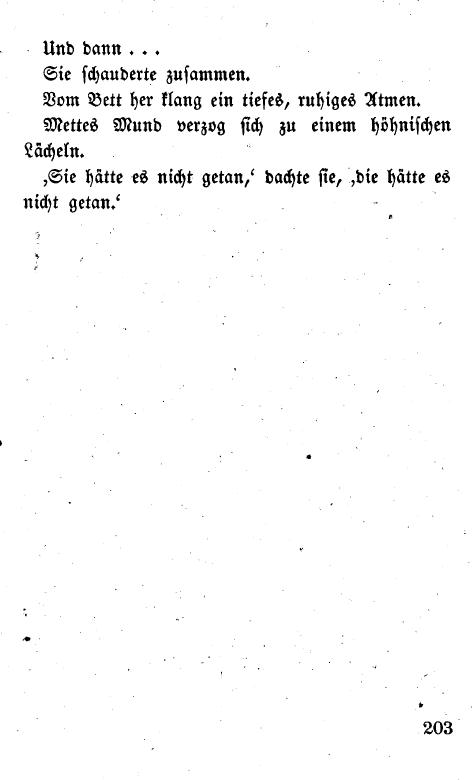 Und dann . . .
Sie schauderte zusammen.
Vom Bett her klang ein tiefes, ruhiges Atmen.
Mettes Mund verzog sich zu einem höhnischen
Lächeln.
‚Sie hätte es nicht getan,‘ dachte sie, ‚die hätte es
nicht getan.‘
203